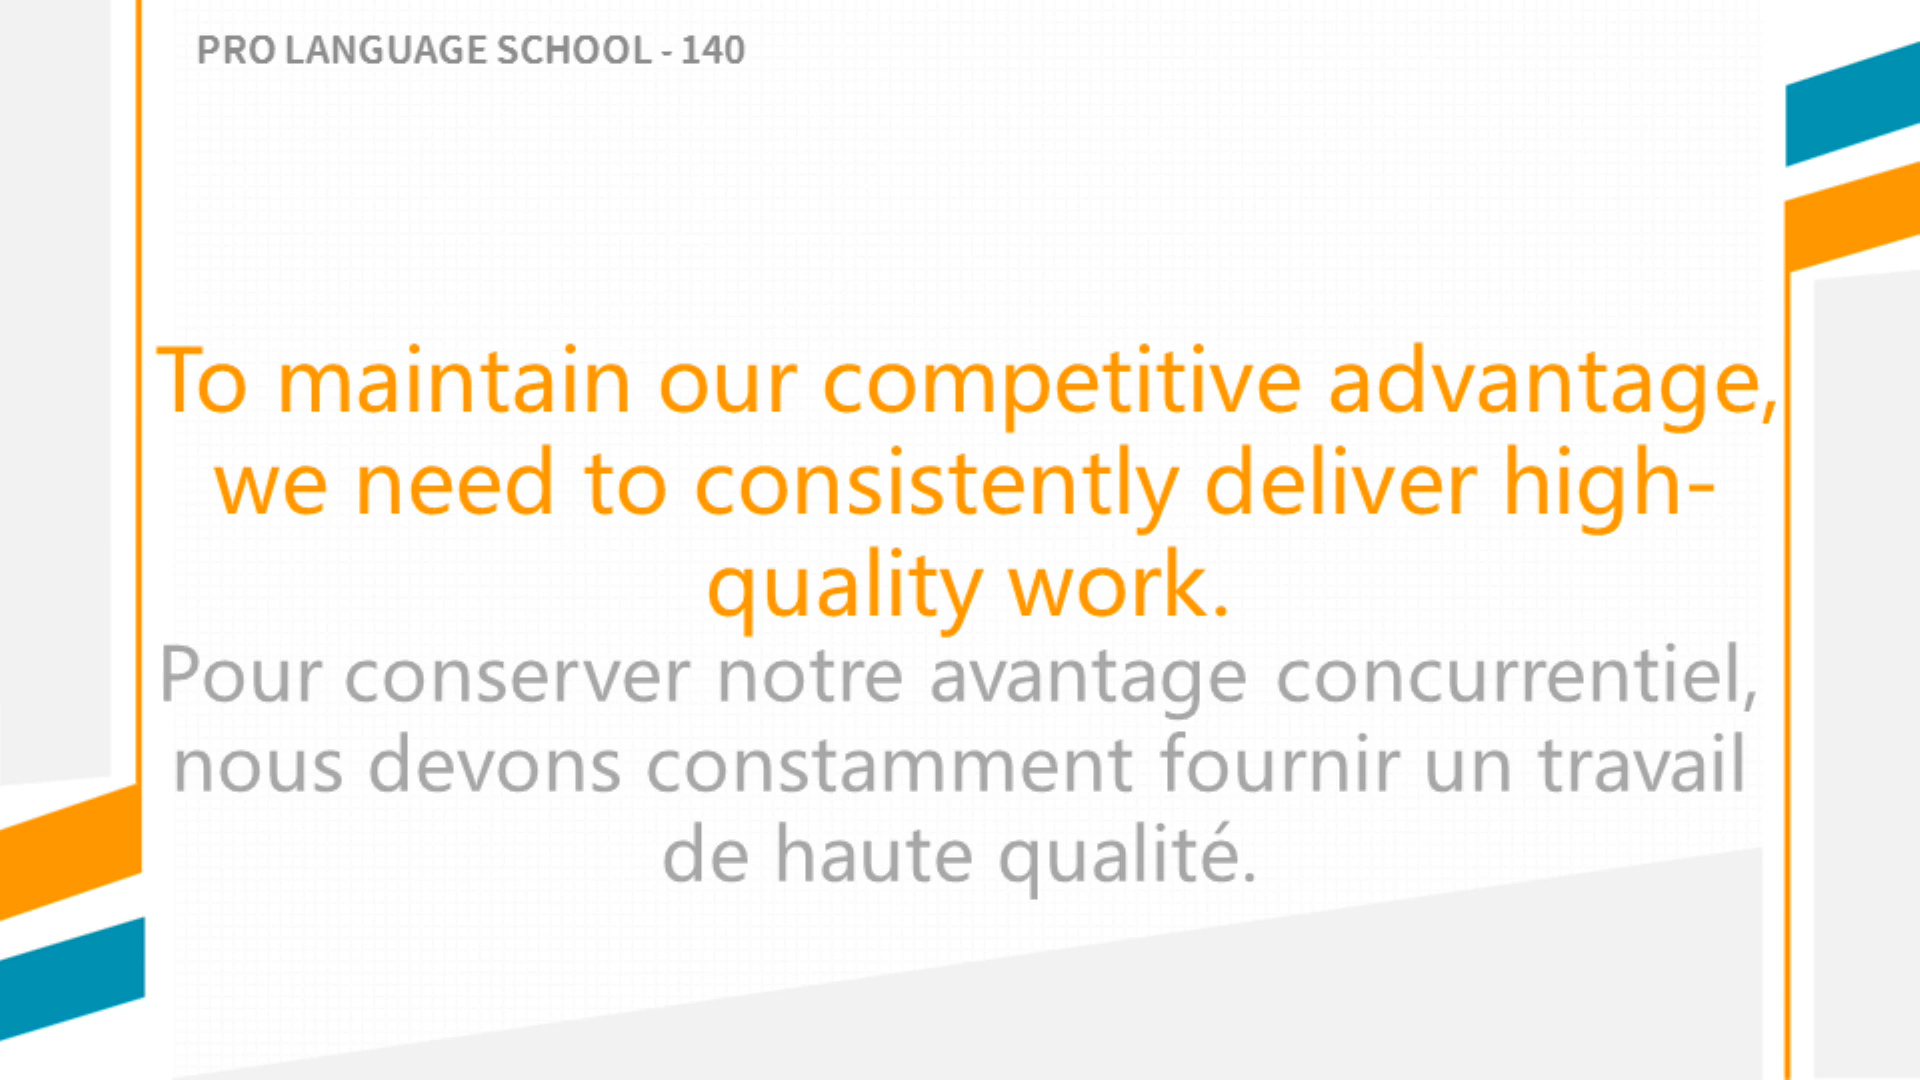 PRO LANGUAGE SCHOOL - 140
To maintain our competitive advantage,
we need to consistently deliver high-
quality work.
Pour conserver notre avantage concurrentiel,
nous devons constamment fournir un travail
de haute qualité.